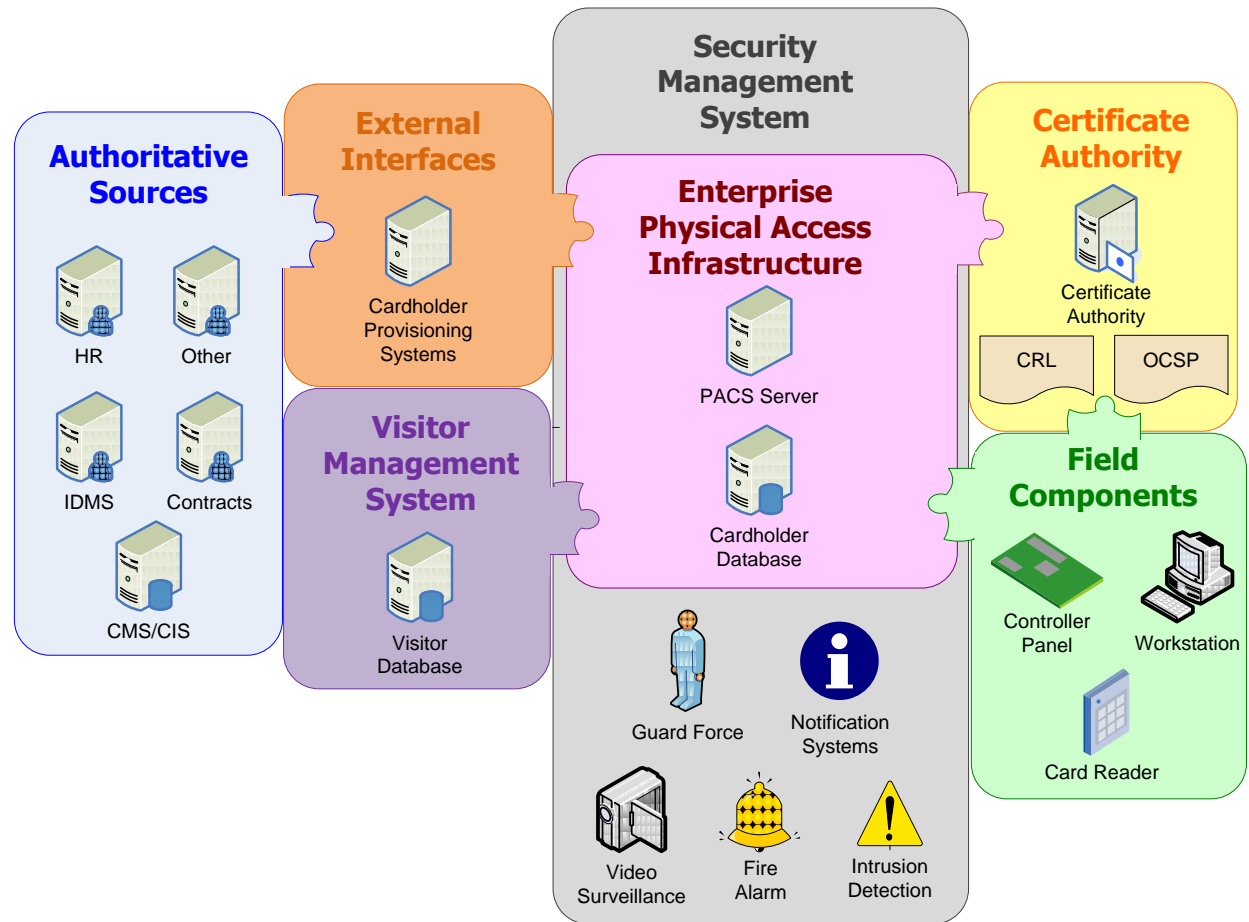 Authoritative
Sources
HR
Other
IDMS
Contracts
CMS/CIS
External
Interfaces
Cardholder
Provisioning
Systems
Visitor
Management
System
Visitor
Database
Security
Management
System
Enterprise
Physical Access
Infrastructure
PACS Server
Cardholder
Database
Guard Force
Notification
Systems
Video
Surveillance
Fire
Alarm
Intrusion
Detection
Certificate
Authority
Certificate
Authority
CRL
OCSP
Field
Components
Controller
Panel
Workstation
Card Reader